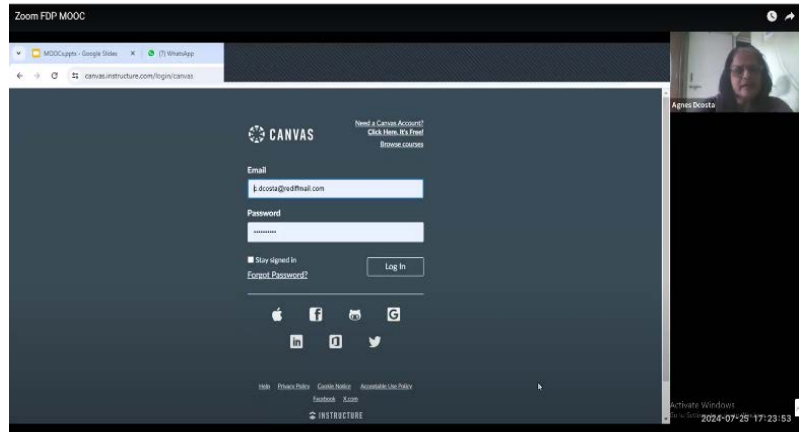 Zoom FDP MOOC
MOOCs.pptx - Google Slides
(7) WhatsApp
canvas.instructure.com/login/canvas
Agnes Dcosta
Need a Canvas Account?
Click Here, It's Free!
CANVAS
Browse courses
Email
.dcosta@rediffmail.com
Password
Stay signed in
Log In
Forgot Password?
Help Privacy Policy Cookie Notice Acceptable Use Policy
Facebook X.com
INSTRUCTURE
Activate Windows
2024-07-25 17:23:53